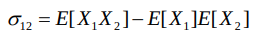 σ₁₂ = E[X₁X₂] − E[X₁]E[X₂]